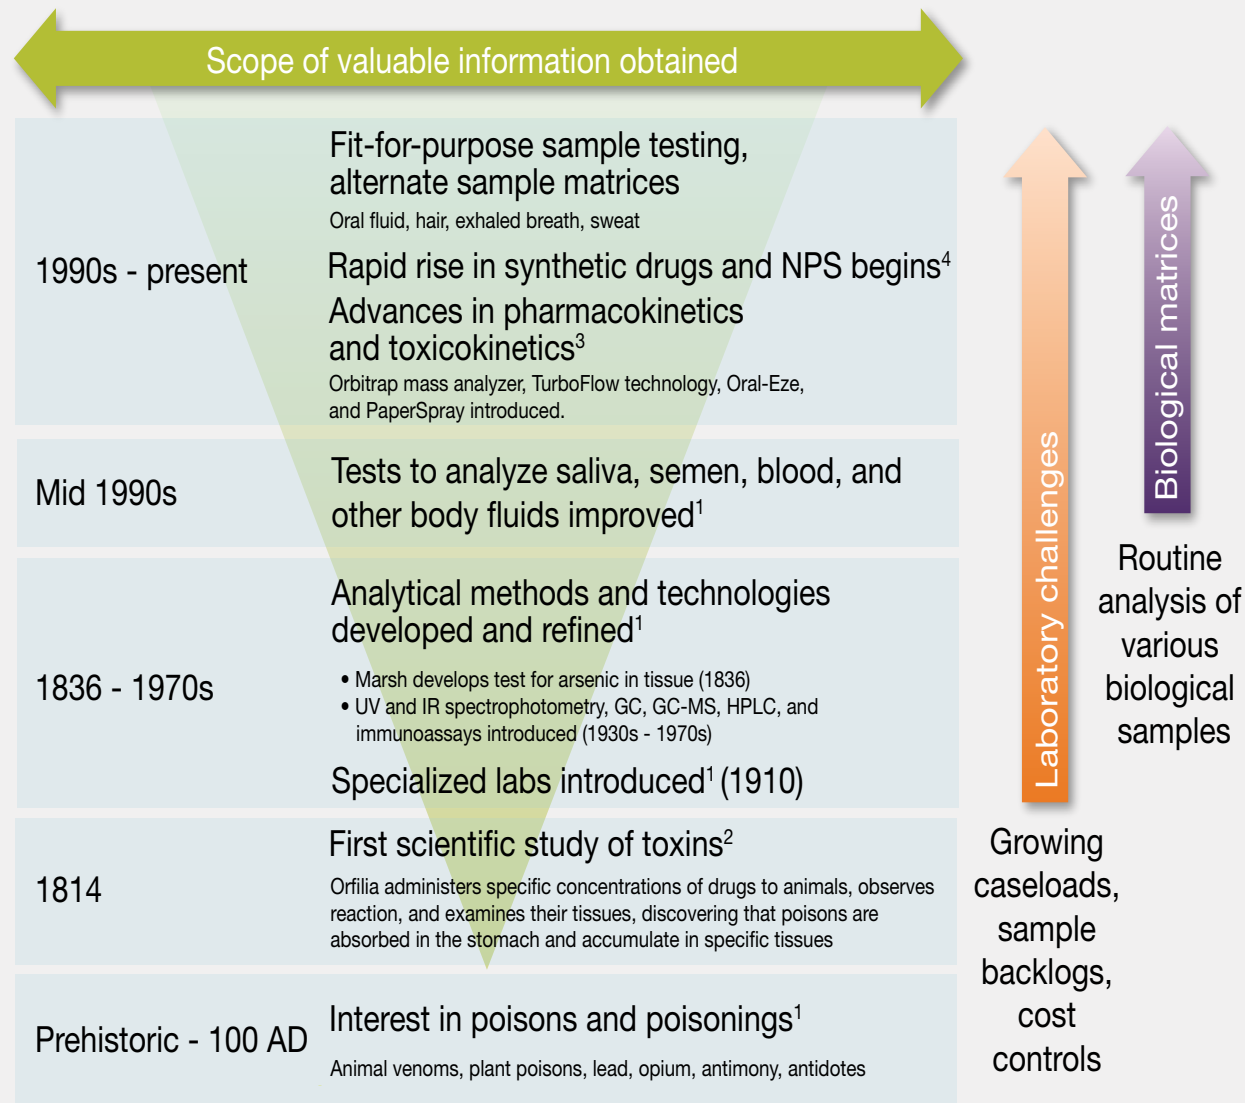 Scope of valuable information obtained
1990s - present
Fit-for-purpose sample testing,
alternate sample matrices
Oral fluid, hair, exhaled breath, sweat
Rapid rise in synthetic drugs and NPS begins⁴
Advances in pharmacokinetics
and toxicokinetics³
Orbitrap mass analyzer, TurboFlow technology, Oral-Eze,
and PaperSpray introduced.
Mid 1990s
Tests to analyze saliva, semen, blood, and
other body fluids improved¹
1836 - 1970s
Analytical methods and technologies
developed and refined¹
• Marsh develops test for arsenic in tissue (1836)
• UV and IR spectrophotometry, GC, GC-MS, HPLC, and
immunoassays introduced (1930s - 1970s)
Specialized labs introduced¹ (1910)
1814
First scientific study of toxins²
Orfilia administers specific concentrations of drugs to animals, observes
reaction, and examines their tissues, discovering that poisons are
absorbed in the stomach and accumulate in specific tissues
Prehistoric - 100 AD
Interest in poisons and poisonings¹
Animal venoms, plant poisons, lead, opium, antimony, antidotes
Laboratory challenges
Growing
caseloads,
sample
backlogs,
cost
controls
Biological matrices
Routine
analysis of
various
biological
samples